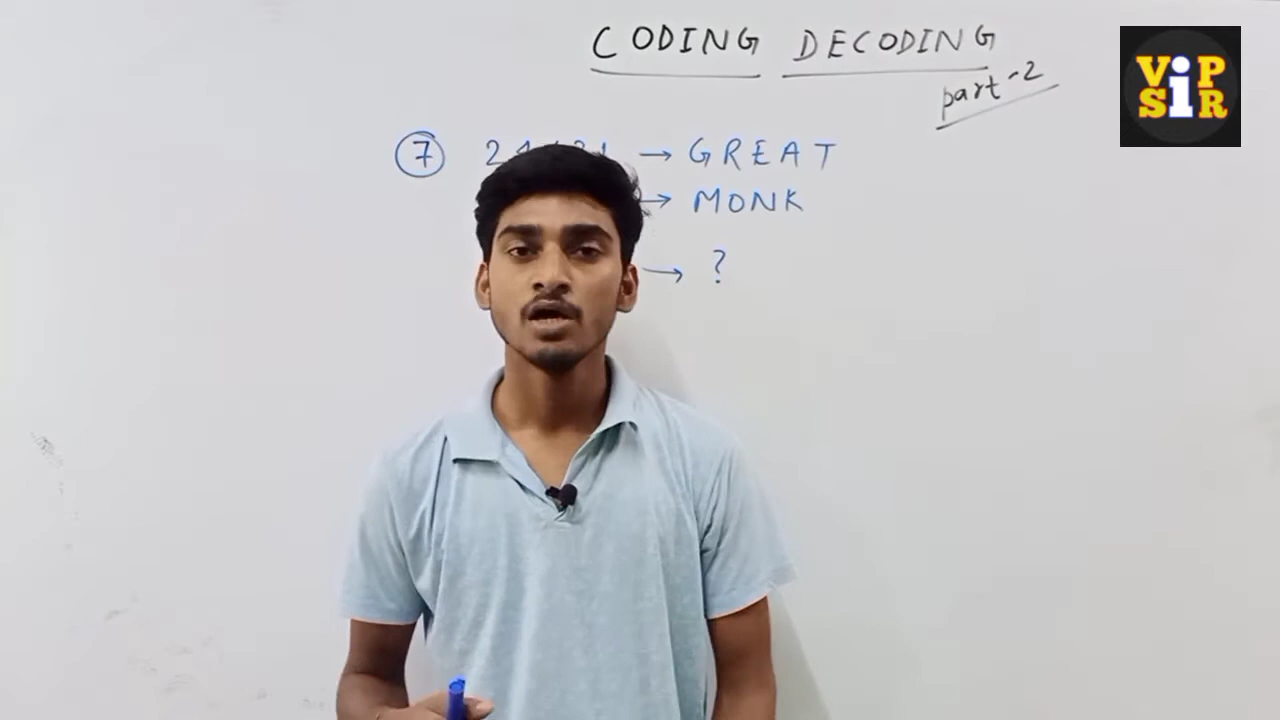 CODING DECODING
part-2
ViP
SiR
7 → GREAT
→ MONK
→ ?